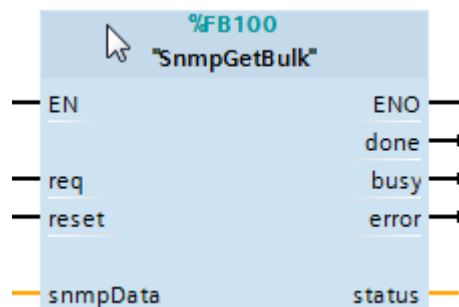 %FB100
"SnmpGetBulk"
EN ENO
done
req busy
reset error
snmpData status